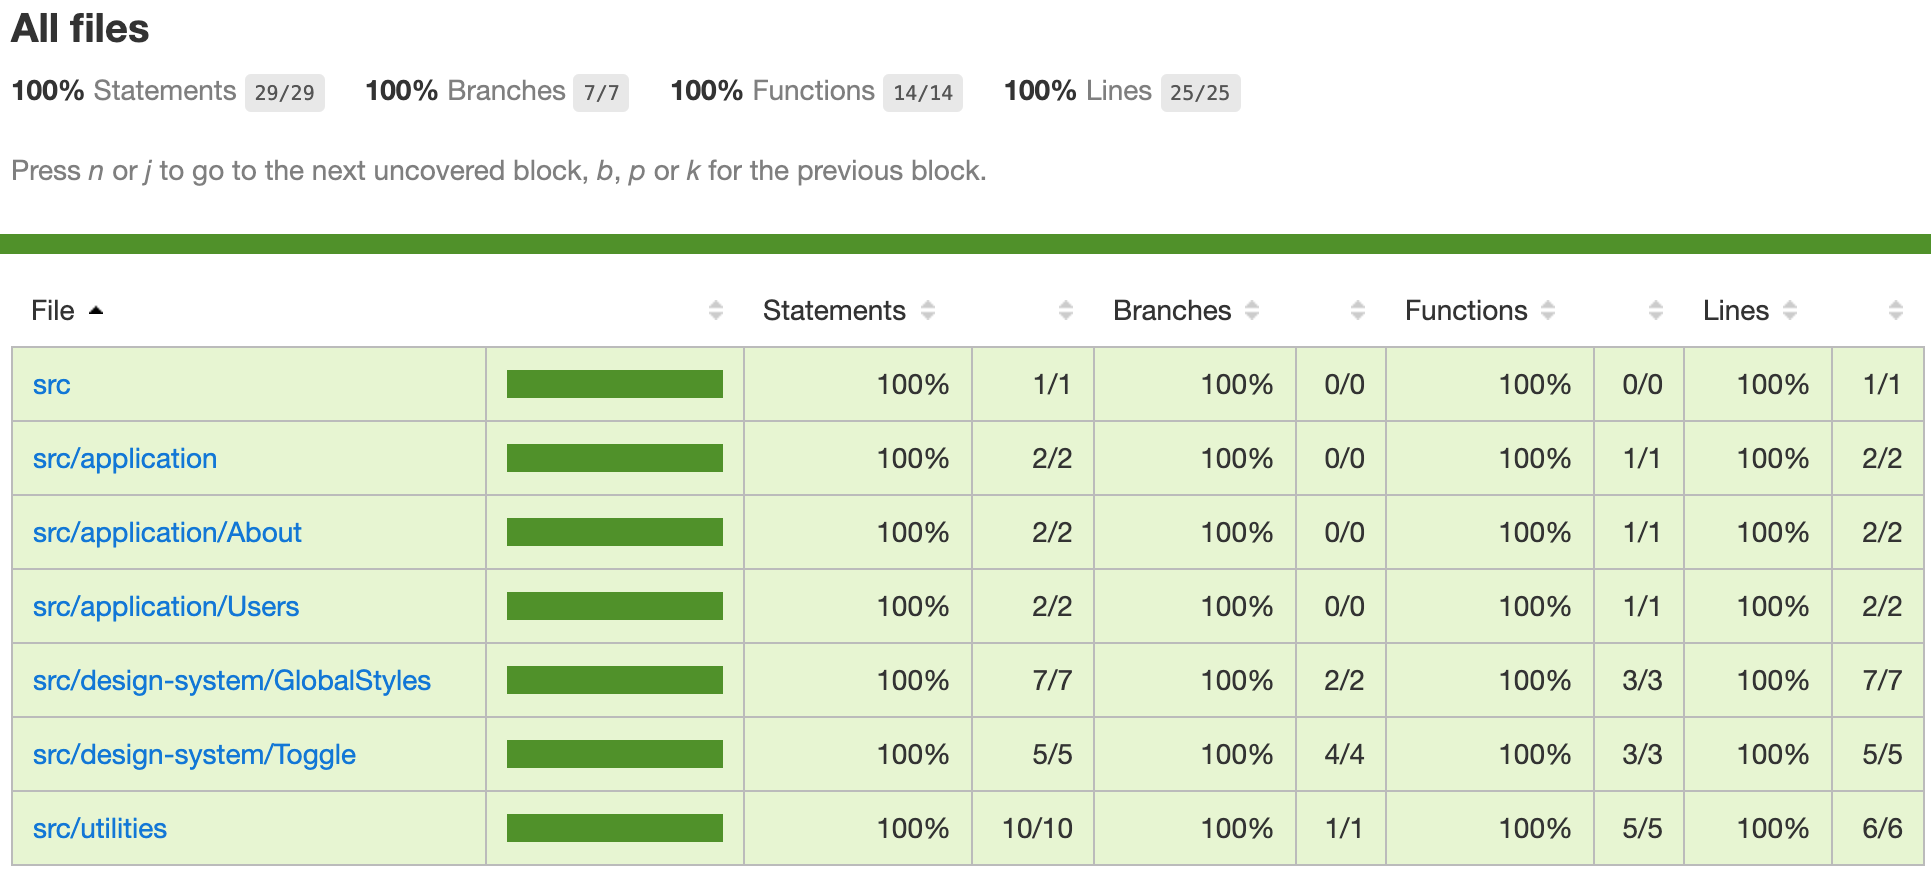 All files
100% Statements 29/29 100% Branches 7/7 100% Functions 14/14 100% Lines 25/25
Press n or j to go to the next uncovered block, b, p or k for the previous block.
File Statements Branches Functions Lines
src 100% 1/1 100% 0/0 100% 0/0 100% 1/1
src/application 100% 2/2 100% 0/0 100% 1/1 100% 2/2
src/application/About 100% 2/2 100% 0/0 100% 1/1 100% 2/2
src/application/Users 100% 2/2 100% 0/0 100% 1/1 100% 2/2
src/design-system/GlobalStyles 100% 7/7 100% 2/2 100% 3/3 100% 7/7
src/design-system/Toggle 100% 5/5 100% 4/4 100% 3/3 100% 5/5
src/utilities 100% 10/10 100% 1/1 100% 5/5 100% 6/6